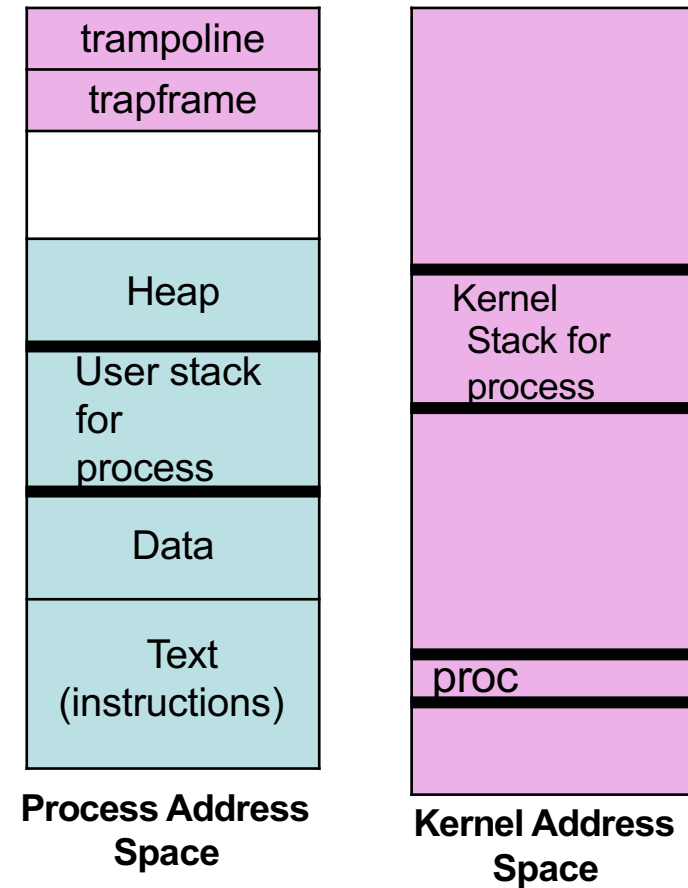 trampoline
trapframe
Heap
User stack
for
process
Data
Text
(instructions)
Process Address
Space
Kernel
Stack for
process
proc
Kernel Address
Space